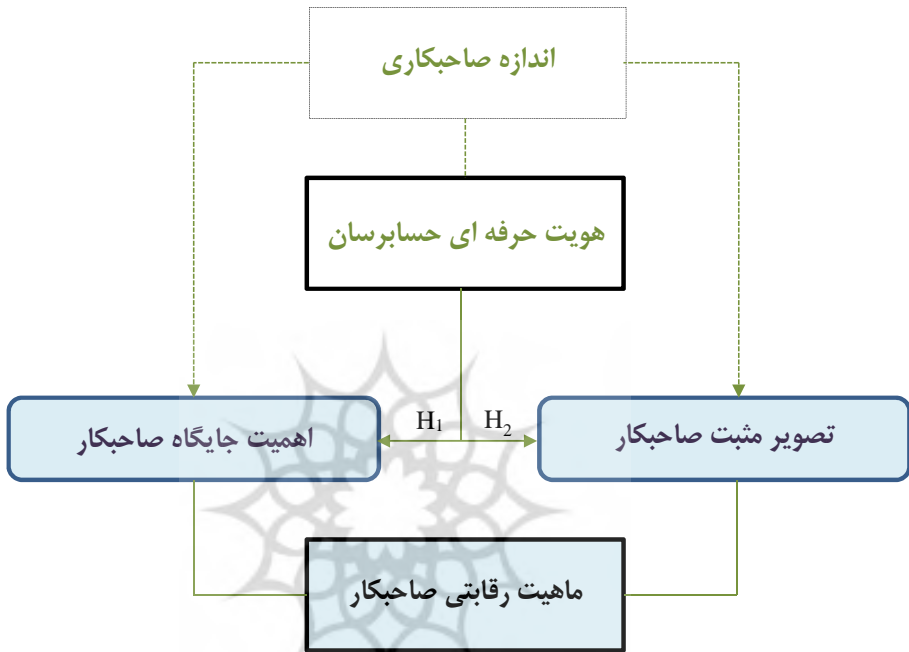 اندازه صاحبکاری
هویت حرفه ای حسابرسان
تصویر مثبت صاحبکار
H2
H1
اهمیت جایگاه صاحبکار
ماهیت رقابتی صاحبکار